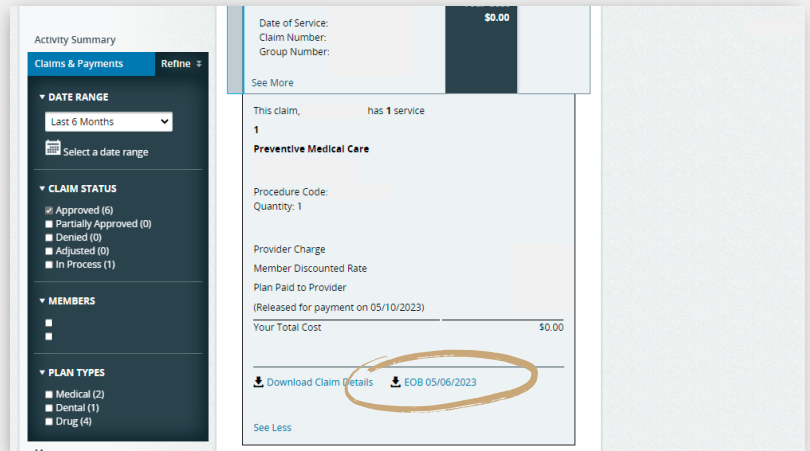 Activity Summary
Claims & Payments
Refine
DATE RANGE
Last 6 Months
Select a date range
CLAIM STATUS
Approved (6)
Partially Approved (0)
Denied (0)
Adjusted (0)
In Process (1)
MEMBERS
PLAN TYPES
Medical (2)
Dental (1)
Drug (4)
$0.00
Date of Service:
Claim Number:
Group Number:
See More
This claim, has 1 service
1
Preventive Medical Care
Procedure Code:
Quantity: 1
Provider Charge
Member Discounted Rate
Plan Paid to Provider
(Released for payment on 05/10/2023)
Your Total Cost $0.00
Download Claim Details EOB 05/06/2023
See Less